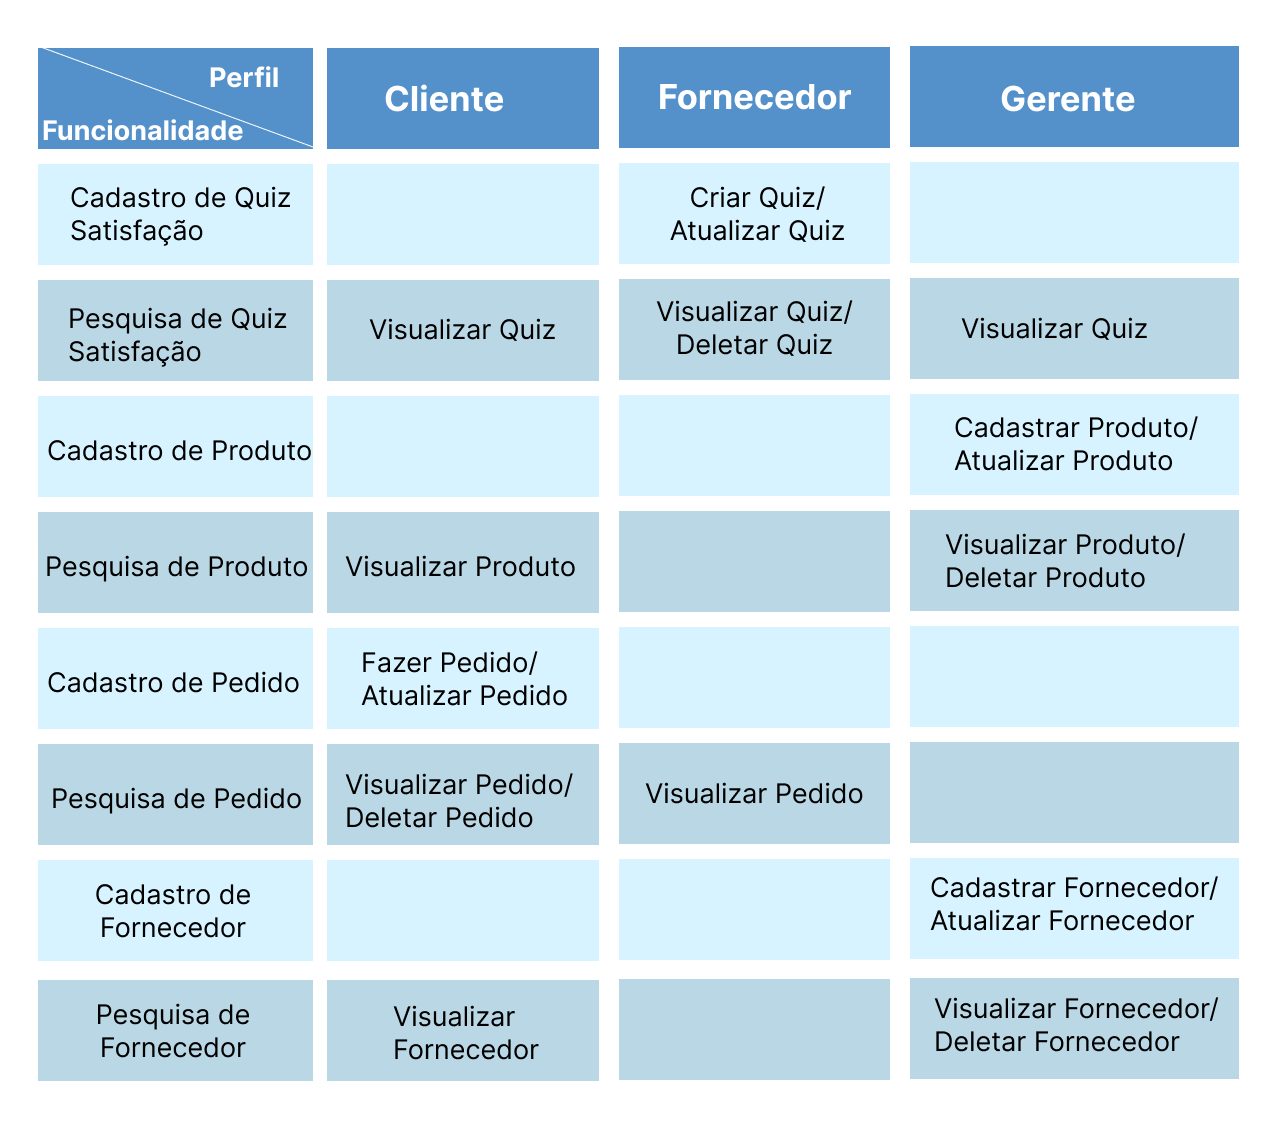 Perfil
Funcionalidade
Cliente
Fornecedor
Gerente
Cadastro de Quiz
Satisfação
Criar Quiz/
Atualizar Quiz
Pesquisa de Quiz
Satisfação
Visualizar Quiz
Visualizar Quiz/
Deletar Quiz
Visualizar Quiz
Cadastro de Produto
Cadastrar Produto/
Atualizar Produto
Pesquisa de Produto
Visualizar Produto
Visualizar Produto/
Deletar Produto
Cadastro de Pedido
Fazer Pedido/
Atualizar Pedido
Pesquisa de Pedido
Visualizar Pedido/
Deletar Pedido
Visualizar Pedido
Cadastro de
Fornecedor
Cadastrar Fornecedor/
Atualizar Fornecedor
Pesquisa de
Fornecedor
Visualizar
Fornecedor
Visualizar Fornecedor/
Deletar Fornecedor